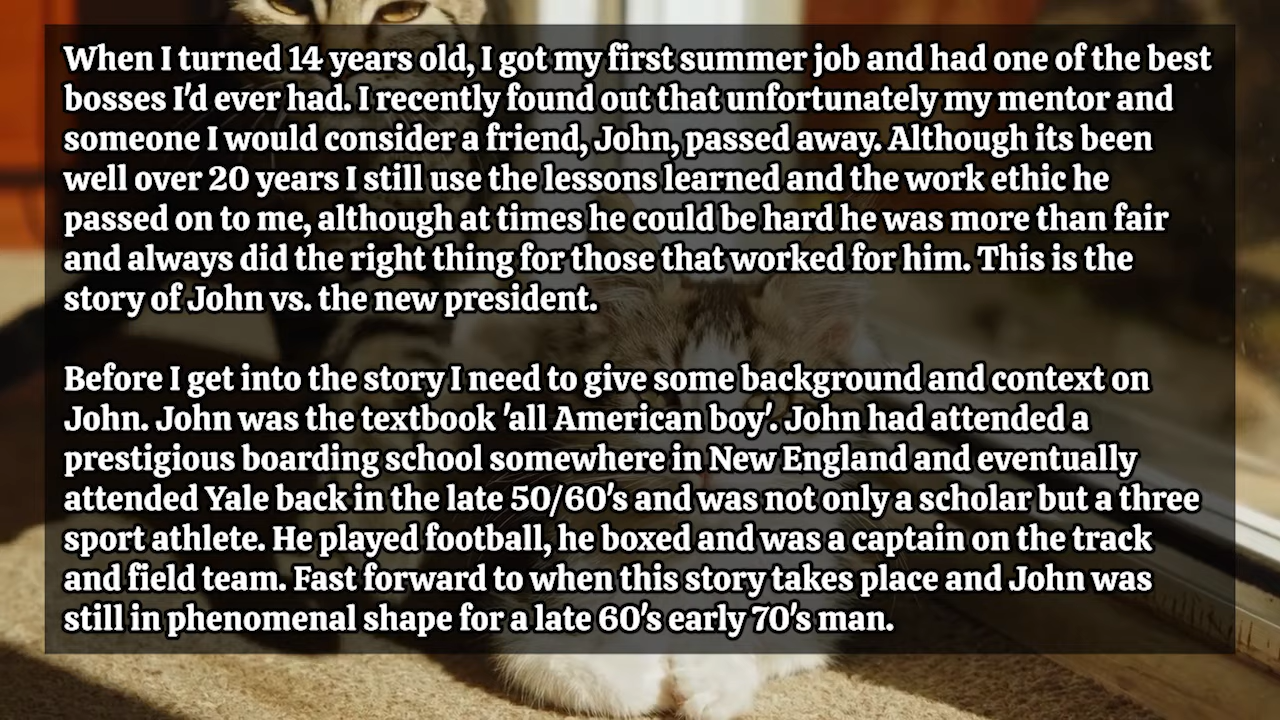 When I turned 14 years old, I got my first summer job and had one of the best
bosses I'd ever had. I recently found out that unfortunately my mentor and
someone I would consider a friend, John, passed away. Although its been
well over 20 years I still use the lessons learned and the work ethic he
passed on to me, although at times he could be hard he was more than fair
and always did the right thing for those that worked for him. This is the
story of John vs. the new president.
Before I get into the story I need to give some background and context on
John. John was the textbook 'all American boy'. John had attended a
prestigious boarding school somewhere in New England and eventually
attended Yale back in the late 50/60's and was not only a scholar but a three
sport athlete. He played football, he boxed and was a captain on the track
and field team. Fast forward to when this story takes place and John was
still in phenomenal shape for a late 60's early 70's man.